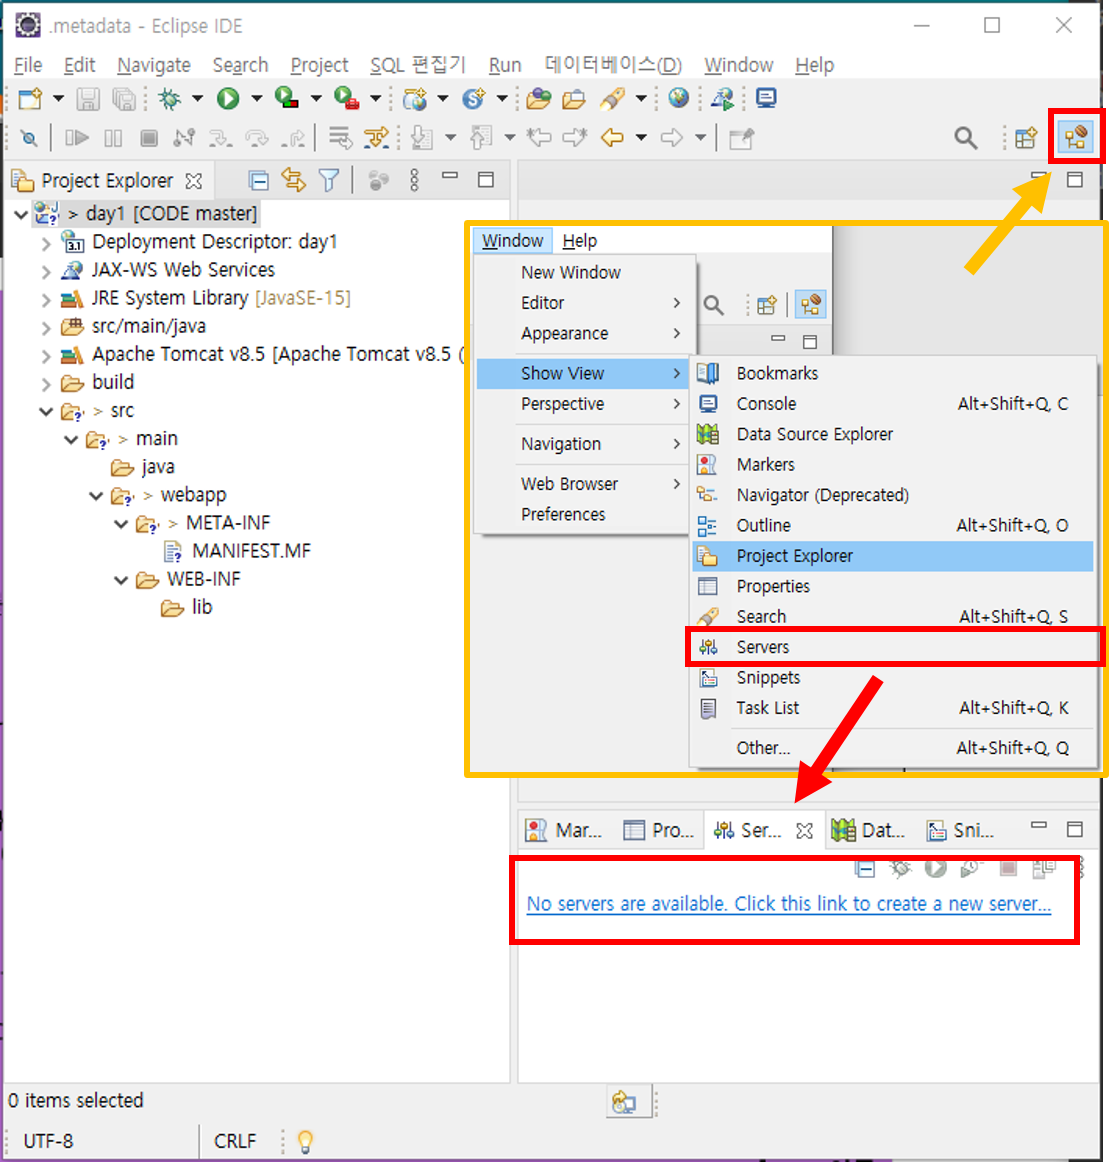 .metadata - Eclipse IDE
File Edit Navigate Search Project SQL 편집기 Run 데이터베이스(D) Window Help
Project Explorer
> day1 [CODE master]
Deployment Descriptor: day1
3.1
JAX-WS Web Services
JRE System Library [JavaSE-15]
src/main/java
Apache Tomcat v8.5 [Apache Tomcat v8.5 (
build
> src
> main
java
> webapp
> META-INF
MANIFEST.MF
WEB-INF
lib
Window Help
New Window
Editor
Appearance
Show View
Perspective
Navigation
Web Browser
Preferences
Bookmarks
Console Alt+Shift+Q, C
Data Source Explorer
Markers
Navigator (Deprecated)
Outline Alt+Shift+Q, O
Project Explorer
Properties
Search Alt+Shift+Q, S
Servers
Snippets
Task List Alt+Shift+Q, K
Other... Alt+Shift+Q, Q
Mar... Pro... Ser... Dat... Sni...
No servers are available. Click this link to create a new server...
0 items selected
UTF-8 CRLF